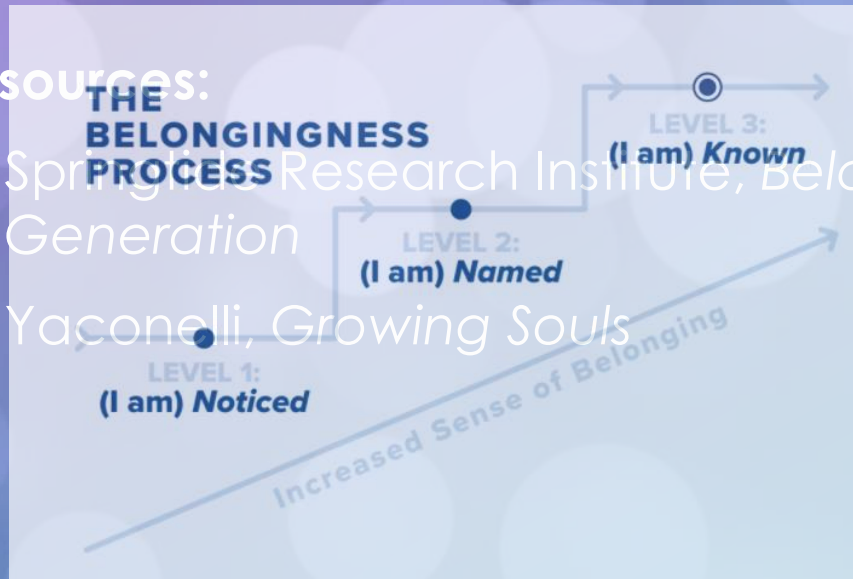 sources:
THE
BELONGINGNESS
PROCESS
Springtide Research Institute, Belo
Generation
Yaconelli, Growing Souls
LEVEL 3:
(I am) Known
LEVEL 2:
(I am) Named
LEVEL 1:
(I am) Noticed
Increased Sense of Belonging